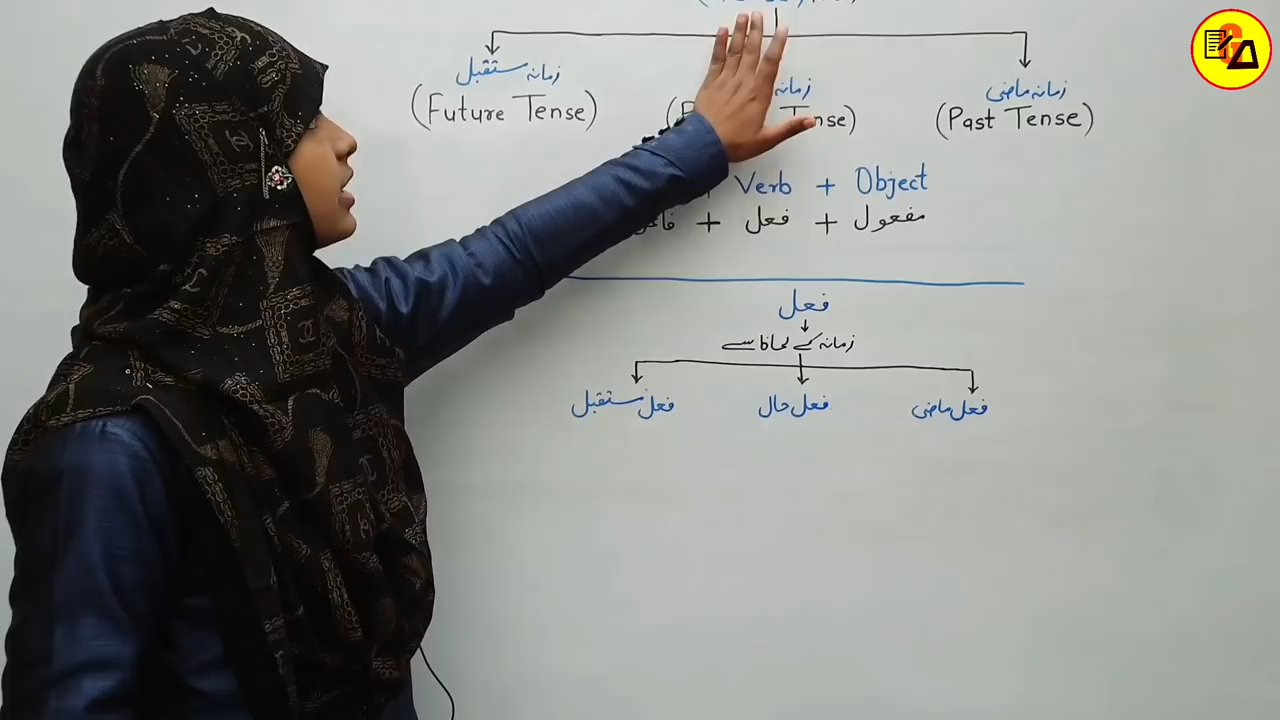 زمانہ مستقبل
(Future Tense)
زمانہ ماضی
(Past Tense)
+ Verb + Object
فاعل + فعل + مفعول
فعل
زمانہ کے لحاظ سے
فعل ماضی
فعل حال
فعل مستقبل